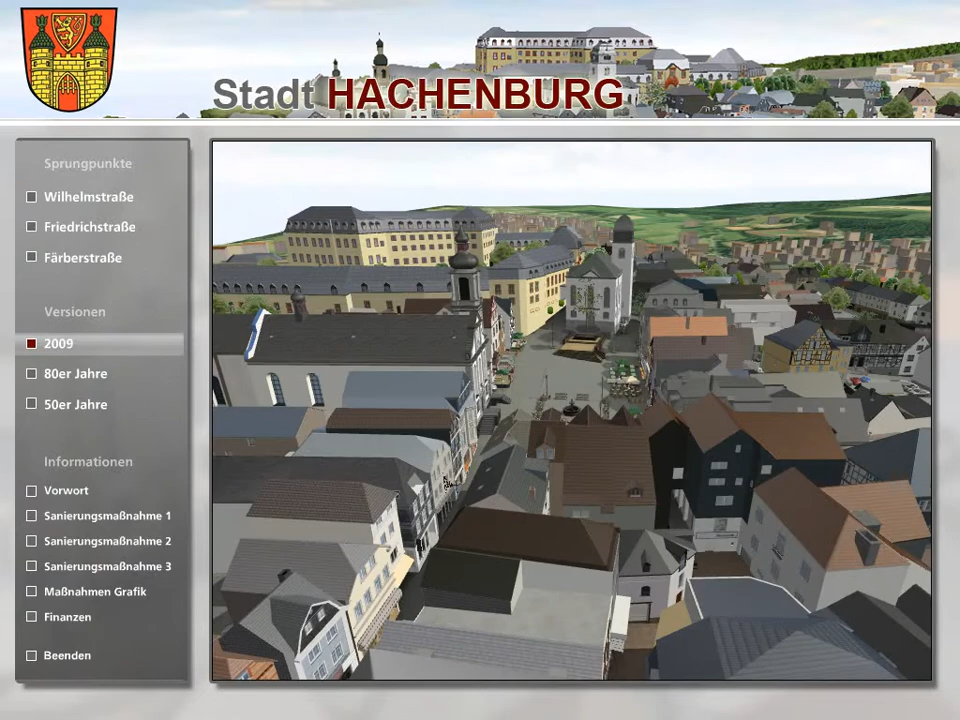 Stadt HACHENBURG
Sprungpunkte
Wilhelmstraße
Friedrichstraße
Färberstraße
Versionen
2009
80er Jahre
50er Jahre
Informationen
Vorwort
Sanierungsmaßnahme 1
Sanierungsmaßnahme 2
Sanierungsmaßnahme 3
Maßnahmen Grafik
Finanzen
Beenden